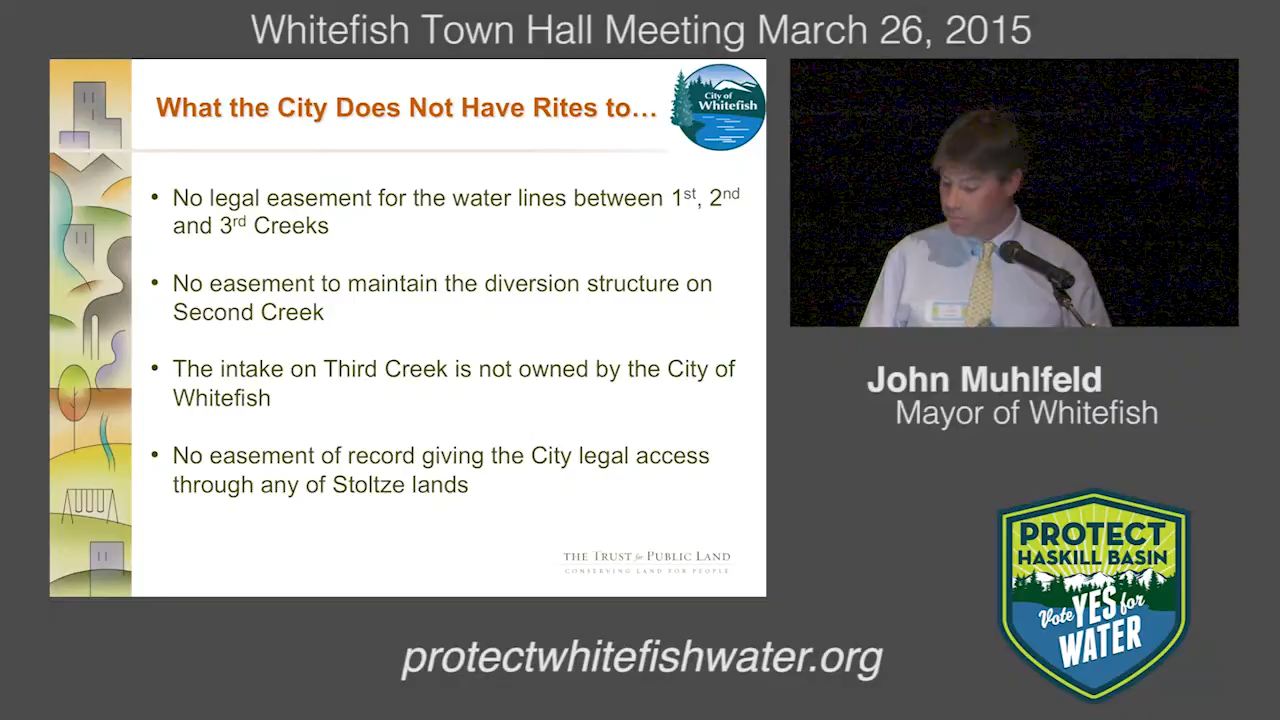 Whitefish Town Hall Meeting March 26, 2015
What the City Does Not Have Rites to…
City of
Whitefish
• No legal easement for the water lines between 1st, 2nd
and 3rd Creeks
• No easement to maintain the diversion structure on
Second Creek
• The intake on Third Creek is not owned by the City of
Whitefish
• No easement of record giving the City legal access
through any of Stoltze lands
THE TRUST for PUBLIC LAND
CONSERVING LAND FOR PEOPLE
John Muhlfeld
Mayor of Whitefish
PROTECT
HASKILL BASIN
Vote YES for
WATER
protectwhitefishwater.org